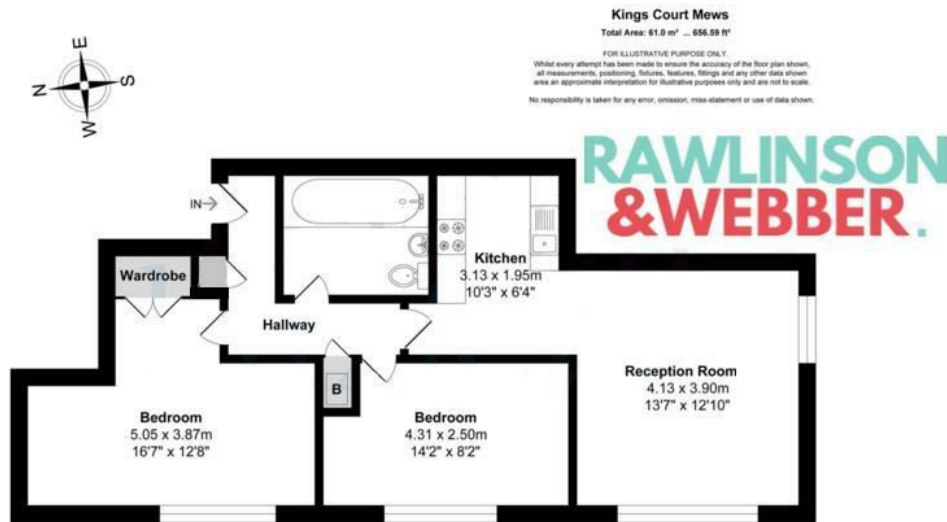 Kings Court Mews
Total Area: 61.0 m² ... 656.59 ft²
FOR ILLUSTRATIVE PURPOSE ONLY.
Whilst every attempt has been made to ensure the accuracy of the floor plan shown,
all measurements, positioning, fixtures, features, fittings and any other data shown
area an approximate interpretation for illustrative purposes only and are not to scale.
No responsibility is taken for any error, omission, miss-statement or use of data shown.
N
E
S
W
RAWLINSON
&WEBBER.
IN
Wardrobe
Kitchen
3.13 x 1.95m
10'3" x 6'4"
Hallway
B
Reception Room
4.13 x 3.90m
13'7" x 12'10"
Bedroom
5.05 x 3.87m
16'7" x 12'8"
Bedroom
4.31 x 2.50m
14'2" x 8'2"